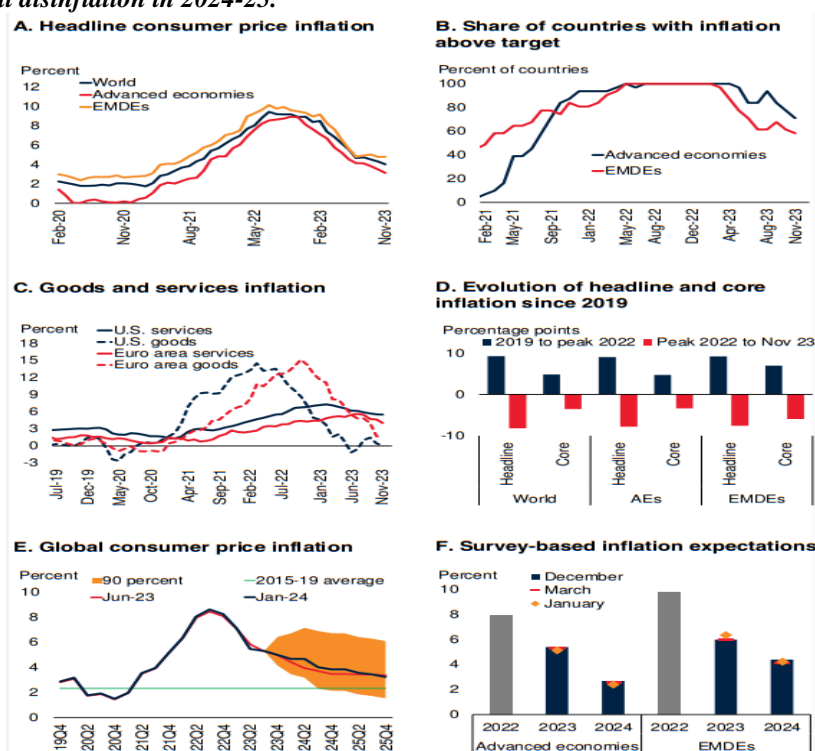 al disinflation in 2024-25.
A. Headline consumer price inflation
Percent
World
Advanced economies
EMDEs
12
10
8
6
4
2
0
Feb-20
Nov-20
Aug-21
May-22
Feb-23
Nov-23
B. Share of countries with inflation
above target
Percent of countries
100
80
60
40
20
0
Advanced economies
EMDEs
Feb-21
May-21
Sep-21
Jan-22
May-22
Aug-22
Dec-22
Apr-23
Aug-23
Nov-23
C. Goods and services inflation
Percent
U.S. services
U.S. goods
Euro area services
Euro area goods
18
15
12
9
6
3
0
-3
Jul-19
Dec-19
May-20
Oct-20
Apr-21
Sep-21
Feb-22
Jul-22
Jan-23
Jun-23
Nov-23
D. Evolution of headline and core
inflation since 2019
Percentage points
2019 to peak 2022
Peak 2022 to Nov 23
10
0
-10
Headline
Core
Headline
Core
Headline
Core
World
AEs
EMDEs
E. Global consumer price inflation
Percent
90 percent
2015-19 average
Jun-23
Jan-24
10
8
6
4
2
0
19Q4
20Q2
20Q4
21Q2
21Q4
22Q2
22Q4
23Q2
23Q4
24Q2
24Q4
25Q2
25Q4
F. Survey-based inflation expectations
Percent
December
March
January
10
8
6
4
2
0
2022
2023
2024
2022
2023
2024
Advanced economies
EMDEs